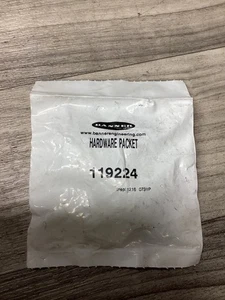 BANNER
www.bannerengineering.com
HARDWARE PACKET
119224